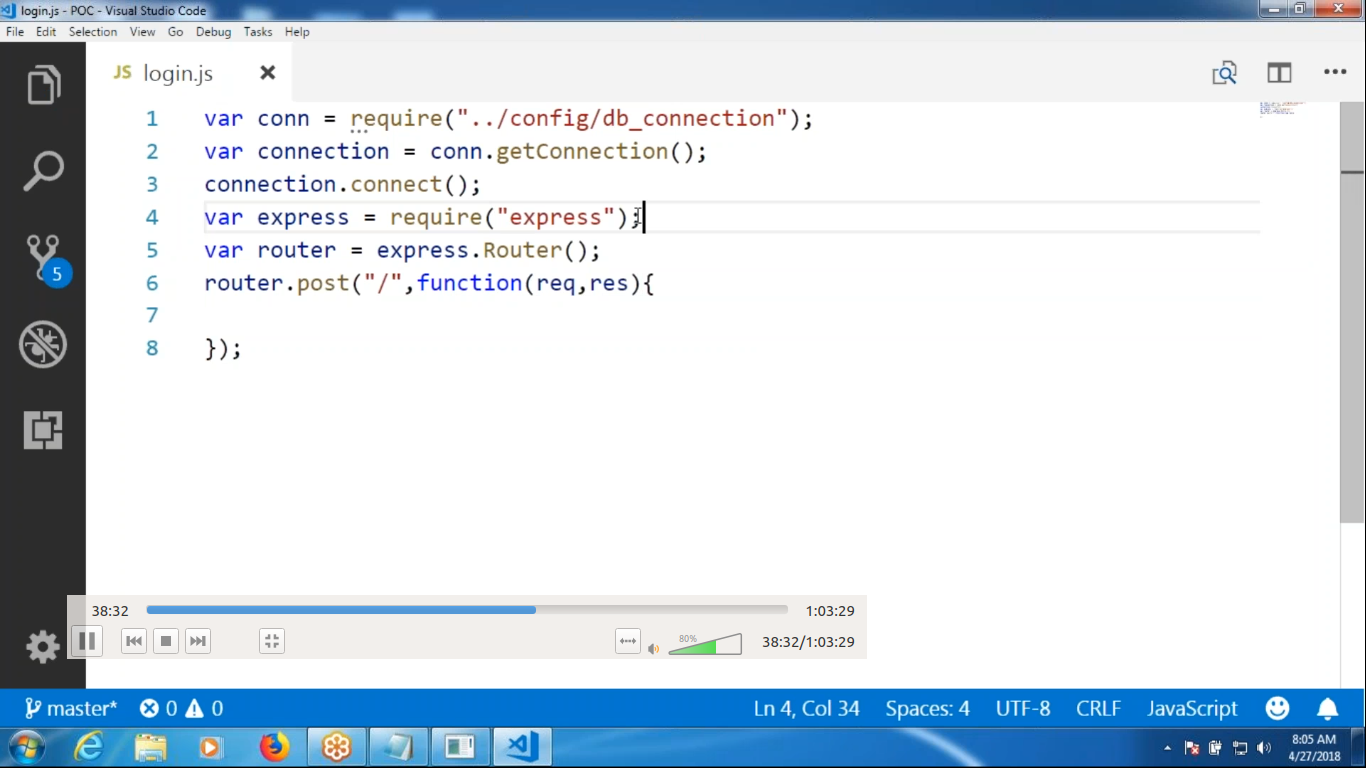 login.js - POC - Visual Studio Code
File Edit Selection View Go Debug Tasks Help
JS login.js
1 var conn = require("../config/db_connection");
2 var connection = conn.getConnection();
3 connection.connect();
4 var express = require("express");
5 var router = express.Router();
6 router.post("/",function(req,res){
7
8 });
5
38:32 1:03:29
80% 38:32/1:03:29
master* 0 0 Ln 4, Col 34 Spaces: 4 UTF-8 CRLF JavaScript
8:05 AM
4/27/2018